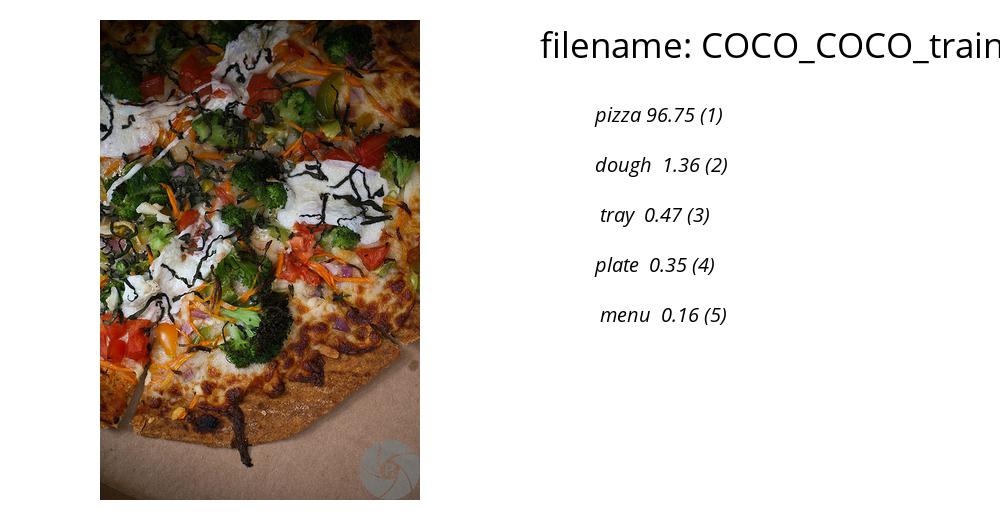 filename: COCO_COCO_train
pizza 96.75 (1)
dough 1.36 (2)
tray 0.47 (3)
plate 0.35 (4)
menu 0.16 (5)